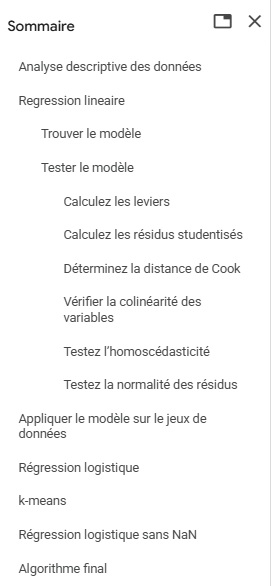 Sommaire
Analyse descriptive des données
Regression lineaire
Trouver le modèle
Tester le modèle
Calculez les leviers
Calculez les résidus studentisés
Déterminez la distance de Cook
Vérifier la colinéarité des
variables
Testez l'homoscédasticité
Testez la normalité des résidus
Appliquer le modèle sur le jeux de
données
Régression logistique
k-means
Régression logistique sans NaN
Algorithme final